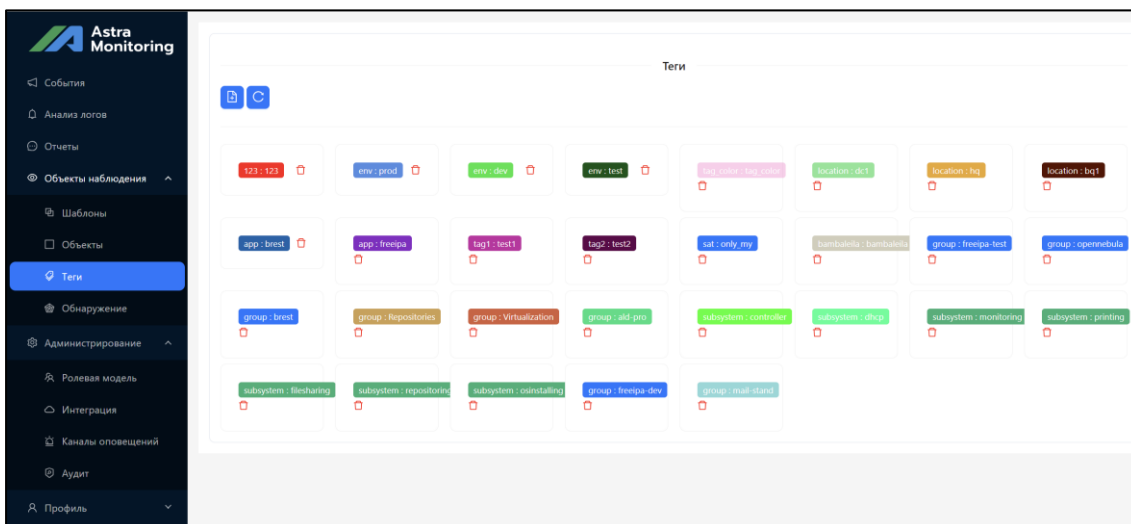 Astra
Monitoring
События
Анализ логов
Отчеты
Объекты наблюдения
Шаблоны
Объекты
Теги
Обнаружение
Администрирование
Ролевая модель
Интеграция
Каналы оповещений
Аудит
Профиль
Теги
123 : 123 env : prod env : dev env : test tag_color : tag_color location : dc1 location : hq location : bq1
app : brest app : freeipa tag1 : test1 tag2 : test2 sat : only_my bambaleila : bambaleila group : freeipa-test group : opennebula
group : brest group : Repositories group : Virtualization group : ald-pro subsystem : controller subsystem : dhcp subsystem : monitoring subsystem : printing
subsystem : filesharing subsystem : repositoring subsystem : osinstalling group : freeipa-dev group : mail-stand